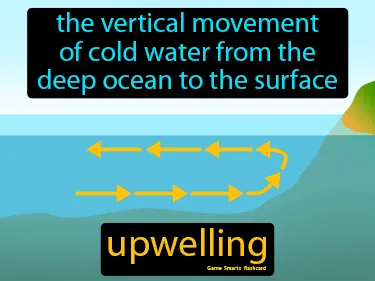 the vertical movement
of cold water from the
deep ocean to the surface
upwelling
Game Smartz flashcard